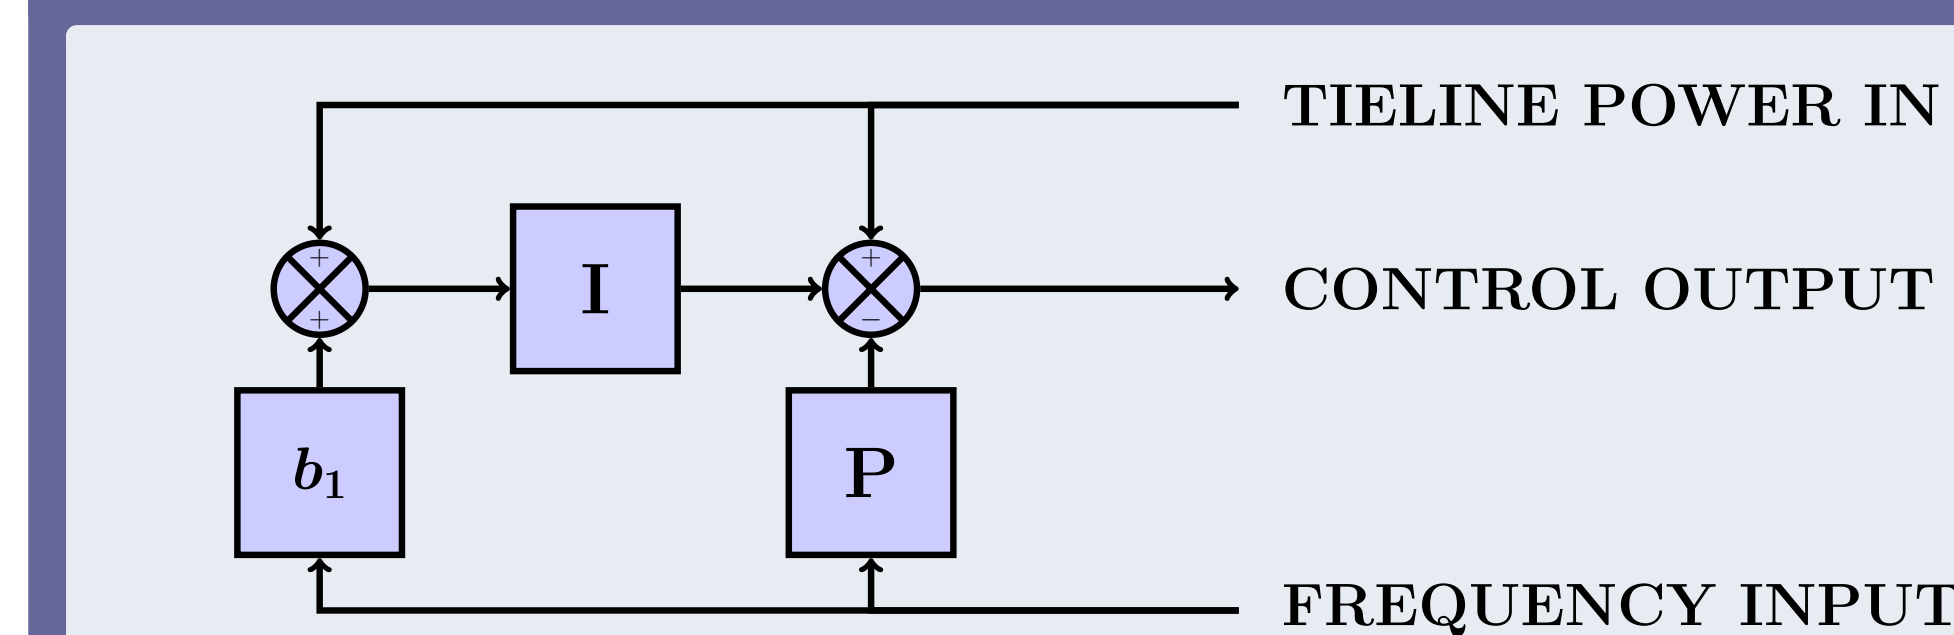 TIELINE POWER IN
+ +
I
CONTROL OUTPUT
+ −
b₁
P
FREQUENCY INPUT